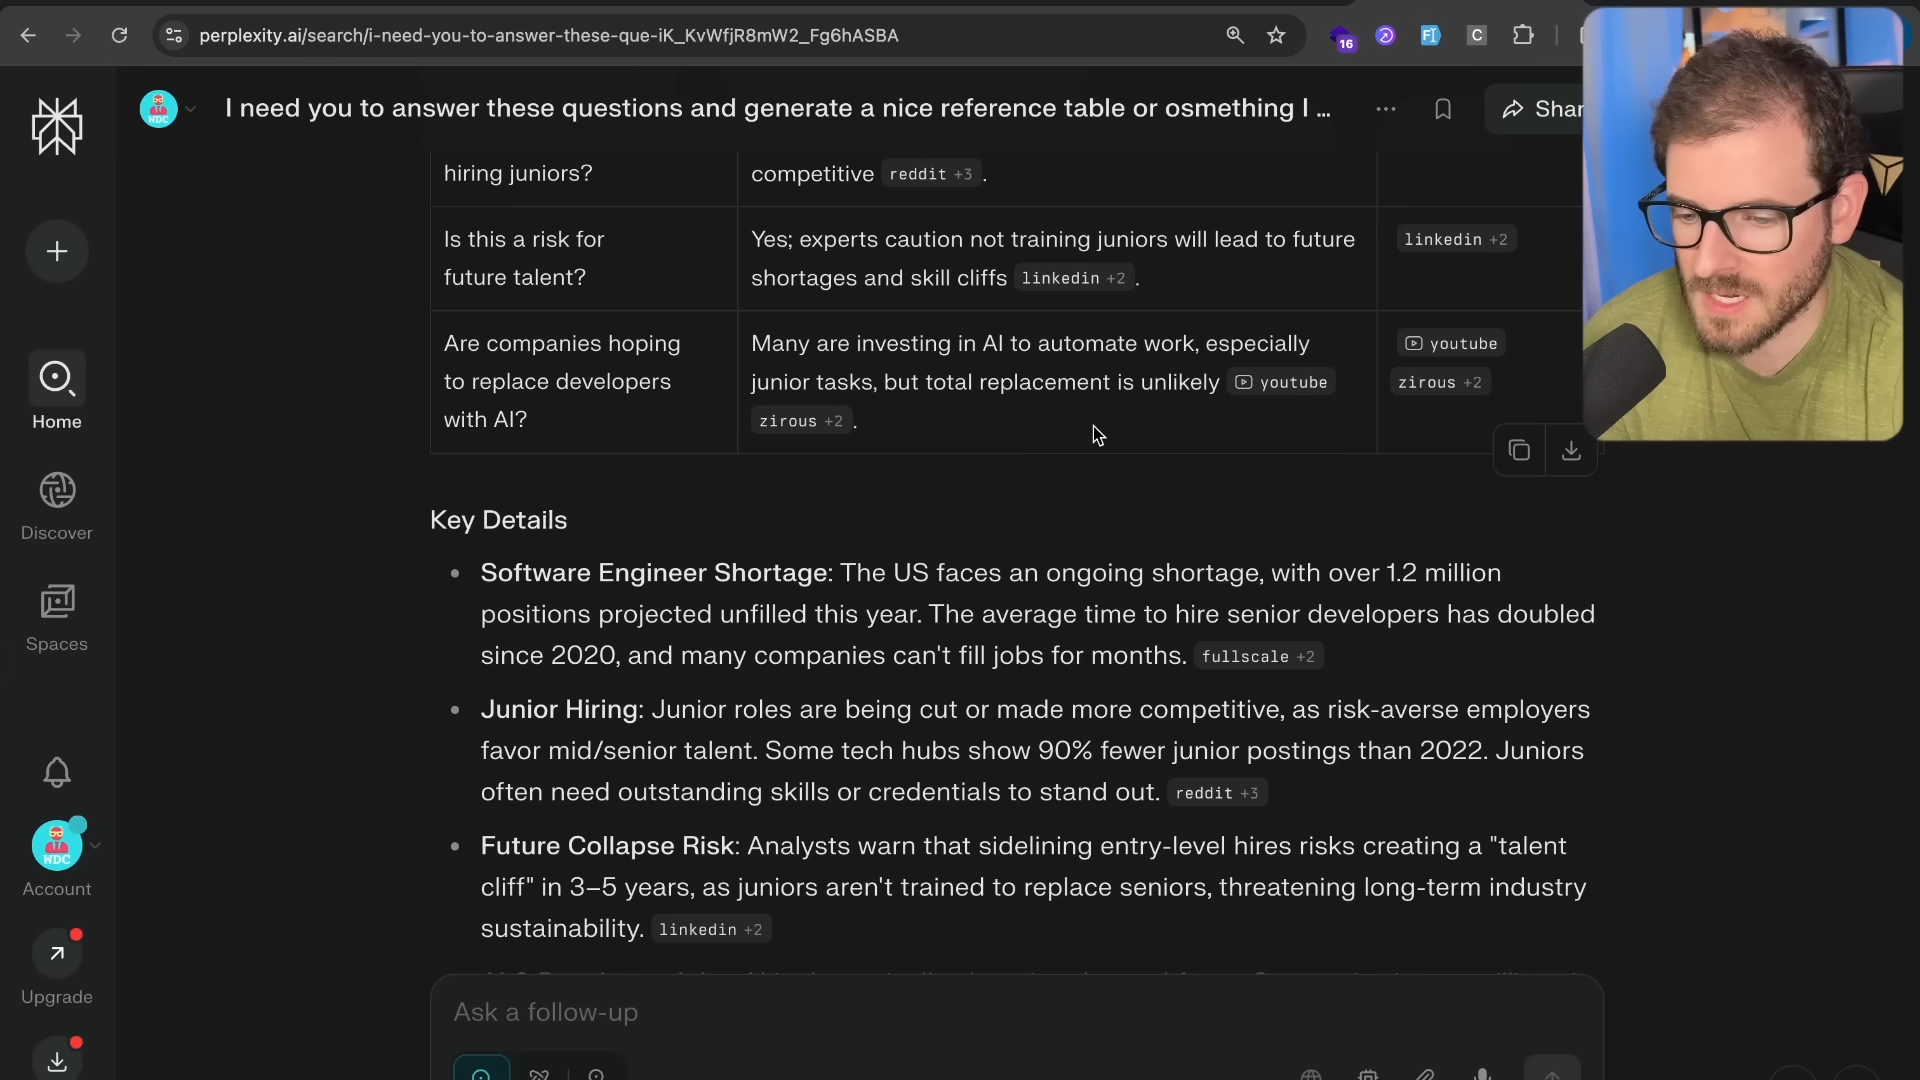 perplexity.ai/search/i-need-you-to-answer-these-que-iK_KvWfjR8mW2_Fg6hASBA
16
C
WDC
I need you to answer these questions and generate a nice reference table or osmething I ...
Shar
hiring juniors?
competitive reddit +3 .
Is this a risk for
future talent?
Yes; experts caution not training juniors will lead to future
shortages and skill cliffs linkedin +2 .
linkedin +2
Are companies hoping
to replace developers
with AI?
Many are investing in AI to automate work, especially
junior tasks, but total replacement is unlikely youtube
zirous +2 .
youtube
zirous +2
Home
Discover
Spaces
WDC
Account
Upgrade
Key Details
Software Engineer Shortage: The US faces an ongoing shortage, with over 1.2 million
positions projected unfilled this year. The average time to hire senior developers has doubled
since 2020, and many companies can't fill jobs for months. fullscale +2
Junior Hiring: Junior roles are being cut or made more competitive, as risk-averse employers
favor mid/senior talent. Some tech hubs show 90% fewer junior postings than 2022. Juniors
often need outstanding skills or credentials to stand out. reddit +3
Future Collapse Risk: Analysts warn that sidelining entry-level hires risks creating a "talent
cliff" in 3–5 years, as juniors aren't trained to replace seniors, threatening long-term industry
sustainability. linkedin +2
Ask a follow-up